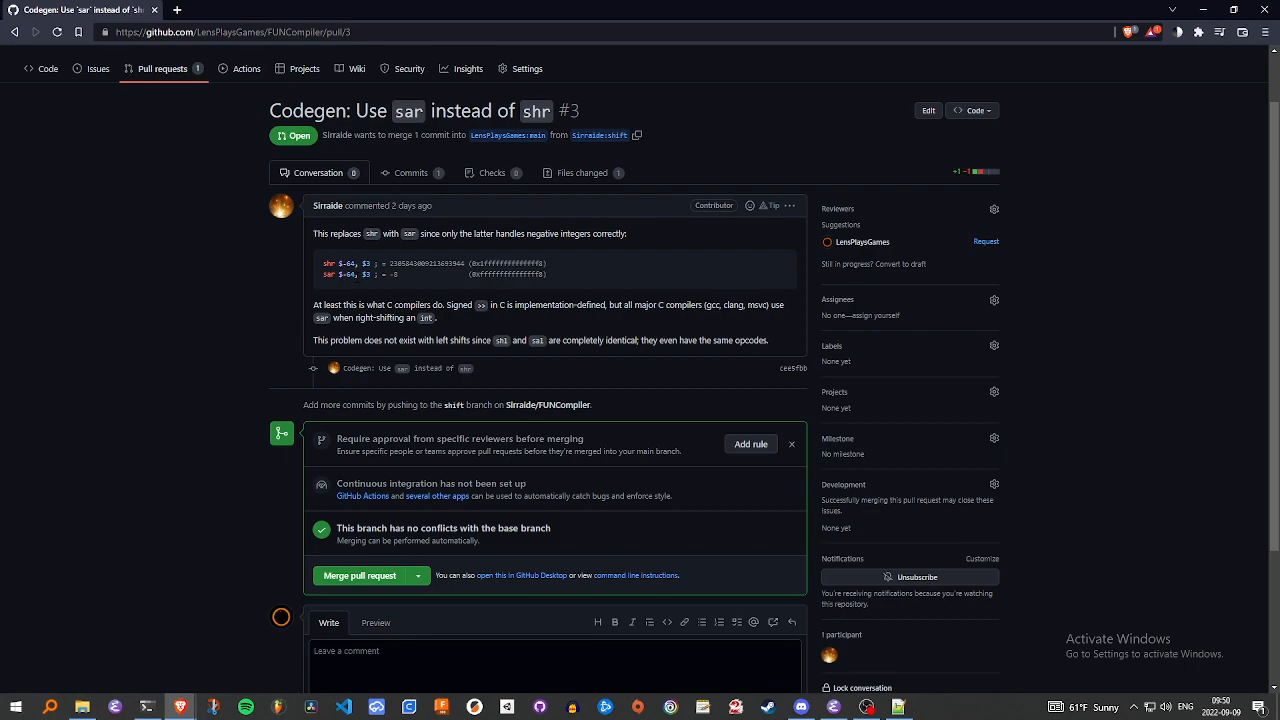 Codegen: Use `sar` instead of `shr
https://github.com/LensPlaysGames/FUNCompiler/pull/3
1
1
Code
Issues
Pull requests 1
Actions
Projects
Wiki
Security
Insights
Settings
Codegen: Use sar instead of shr #3
Edit
Code
Open
Sirraide wants to merge 1 commit into LensPlaysGames:main from Sirraide:shift
Conversation 0
Commits 1
Checks 0
Files changed 1
+1 −1
Sirraide commented 2 days ago
Contributor
Tip
This replaces shr with sar since only the latter handles negative integers correctly:
shr $-64, $3 ; = 2305843009213693944 (0x1ffffffffffffff8)
sar $-64, $3 ; = -8 (0xfffffffffffffff8)
At least this is what C compilers do. Signed >> in C is implementation-defined, but all major C compilers (gcc, clang, msvc) use
sar when right-shifting an int.
This problem does not exist with left shifts since shl and sal are completely identical; they even have the same opcodes.
Codegen: Use sar instead of shr
cee5fbb
Add more commits by pushing to the shift branch on Sirraide/FUNCompiler.
Require approval from specific reviewers before merging
Ensure specific people or teams approve pull requests before they're merged into your main branch.
Add rule
Continuous integration has not been set up
GitHub Actions and several other apps can be used to automatically catch bugs and enforce style.
This branch has no conflicts with the base branch
Merging can be performed automatically.
Merge pull request
You can also open this in GitHub Desktop or view command line instructions.
Write
Preview
Leave a comment
Reviewers
Suggestions
LensPlaysGames
Request
Still in progress? Convert to draft
Assignees
No one—assign yourself
Labels
None yet
Projects
None yet
Milestone
No milestone
Development
Successfully merging this pull request may close these
issues.
None yet
Notifications
Customize
Unsubscribe
You're receiving notifications because you're watching
this repository.
1 participant
Lock conversation
Activate Windows
Go to Settings to activate Windows.
61°F Sunny
ENG
09:50
2022-09-09